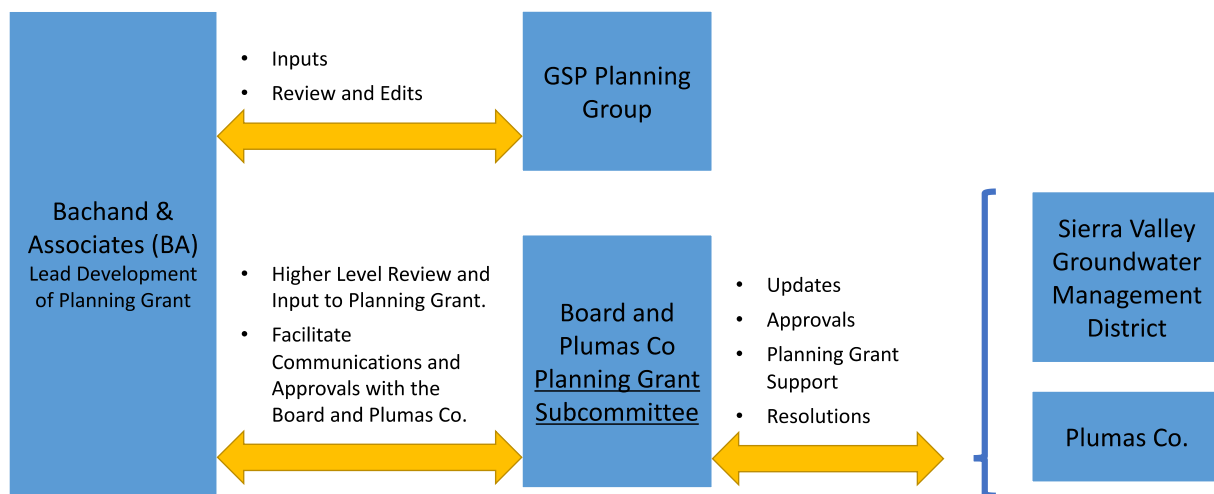 Bachand &
Associates (BA)
Lead Development
of Planning Grant
• Inputs
• Review and Edits
GSP Planning
Group
• Higher Level Review and
Input to Planning Grant.
• Facilitate
Communications and
Approvals with the
Board and Plumas Co.
Board and
Plumas Co
Planning Grant
Subcommittee
• Updates
• Approvals
• Planning Grant
Support
• Resolutions
Sierra Valley
Groundwater
Management
District
Plumas Co.